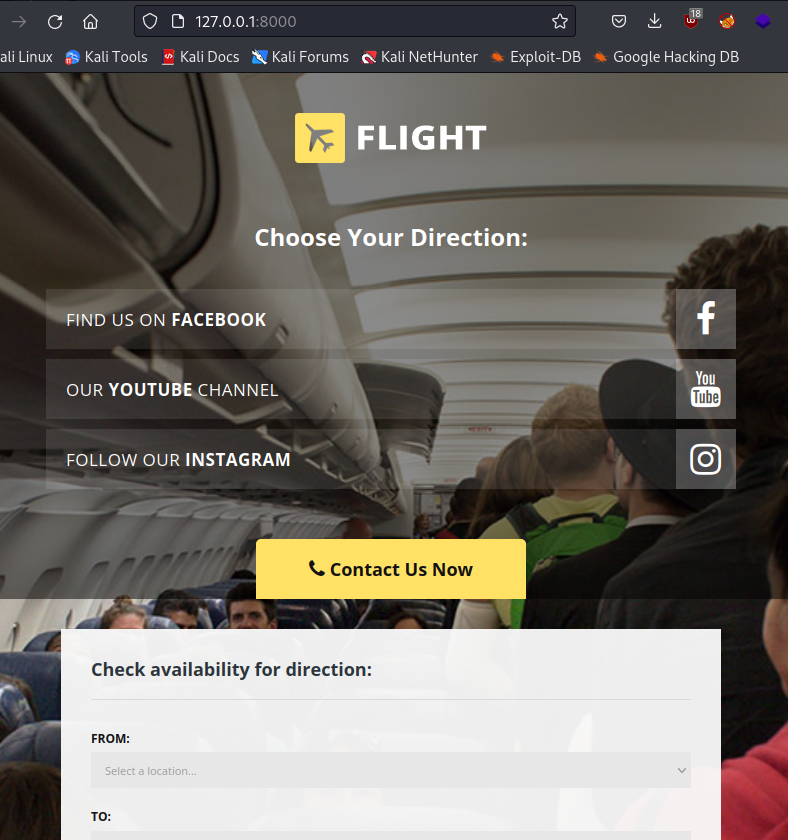 127.0.0.1:8000
18
ali Linux Kali Tools Kali Docs Kali Forums Kali NetHunter Exploit-DB Google Hacking DB
FLIGHT
Choose Your Direction:
FIND US ON FACEBOOK
OUR YOUTUBE CHANNEL
You
Tube
FOLLOW OUR INSTAGRAM
Contact Us Now
Check availability for direction:
FROM:
Select a location...
TO: